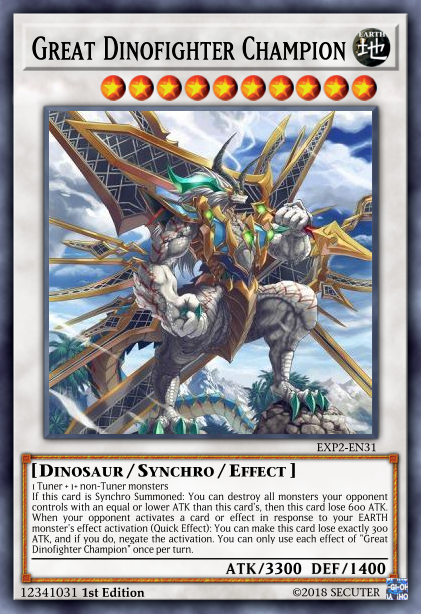 GREAT DINOFIGHTER CHAMPION
EARTH
地
EXP2-EN31
[DINOSAUR / SYNCHRO / EFFECT]
1 Tuner + 1+ non-Tuner monsters
If this card is Synchro Summoned: You can destroy all monsters your opponent
controls with an equal or lower ATK than this card's, then this card lose 600 ATK.
When your opponent activates a card or effect in response to your EARTH
monster's effect activation (Quick Effect): You can make this card lose exactly 300
ATK, and if you do, negate the activation. You can only use each effect of "Great
Dinofighter Champion" once per turn.
ATK/3300 DEF/1400
12341031 1st Edition
©2018 SECUTER